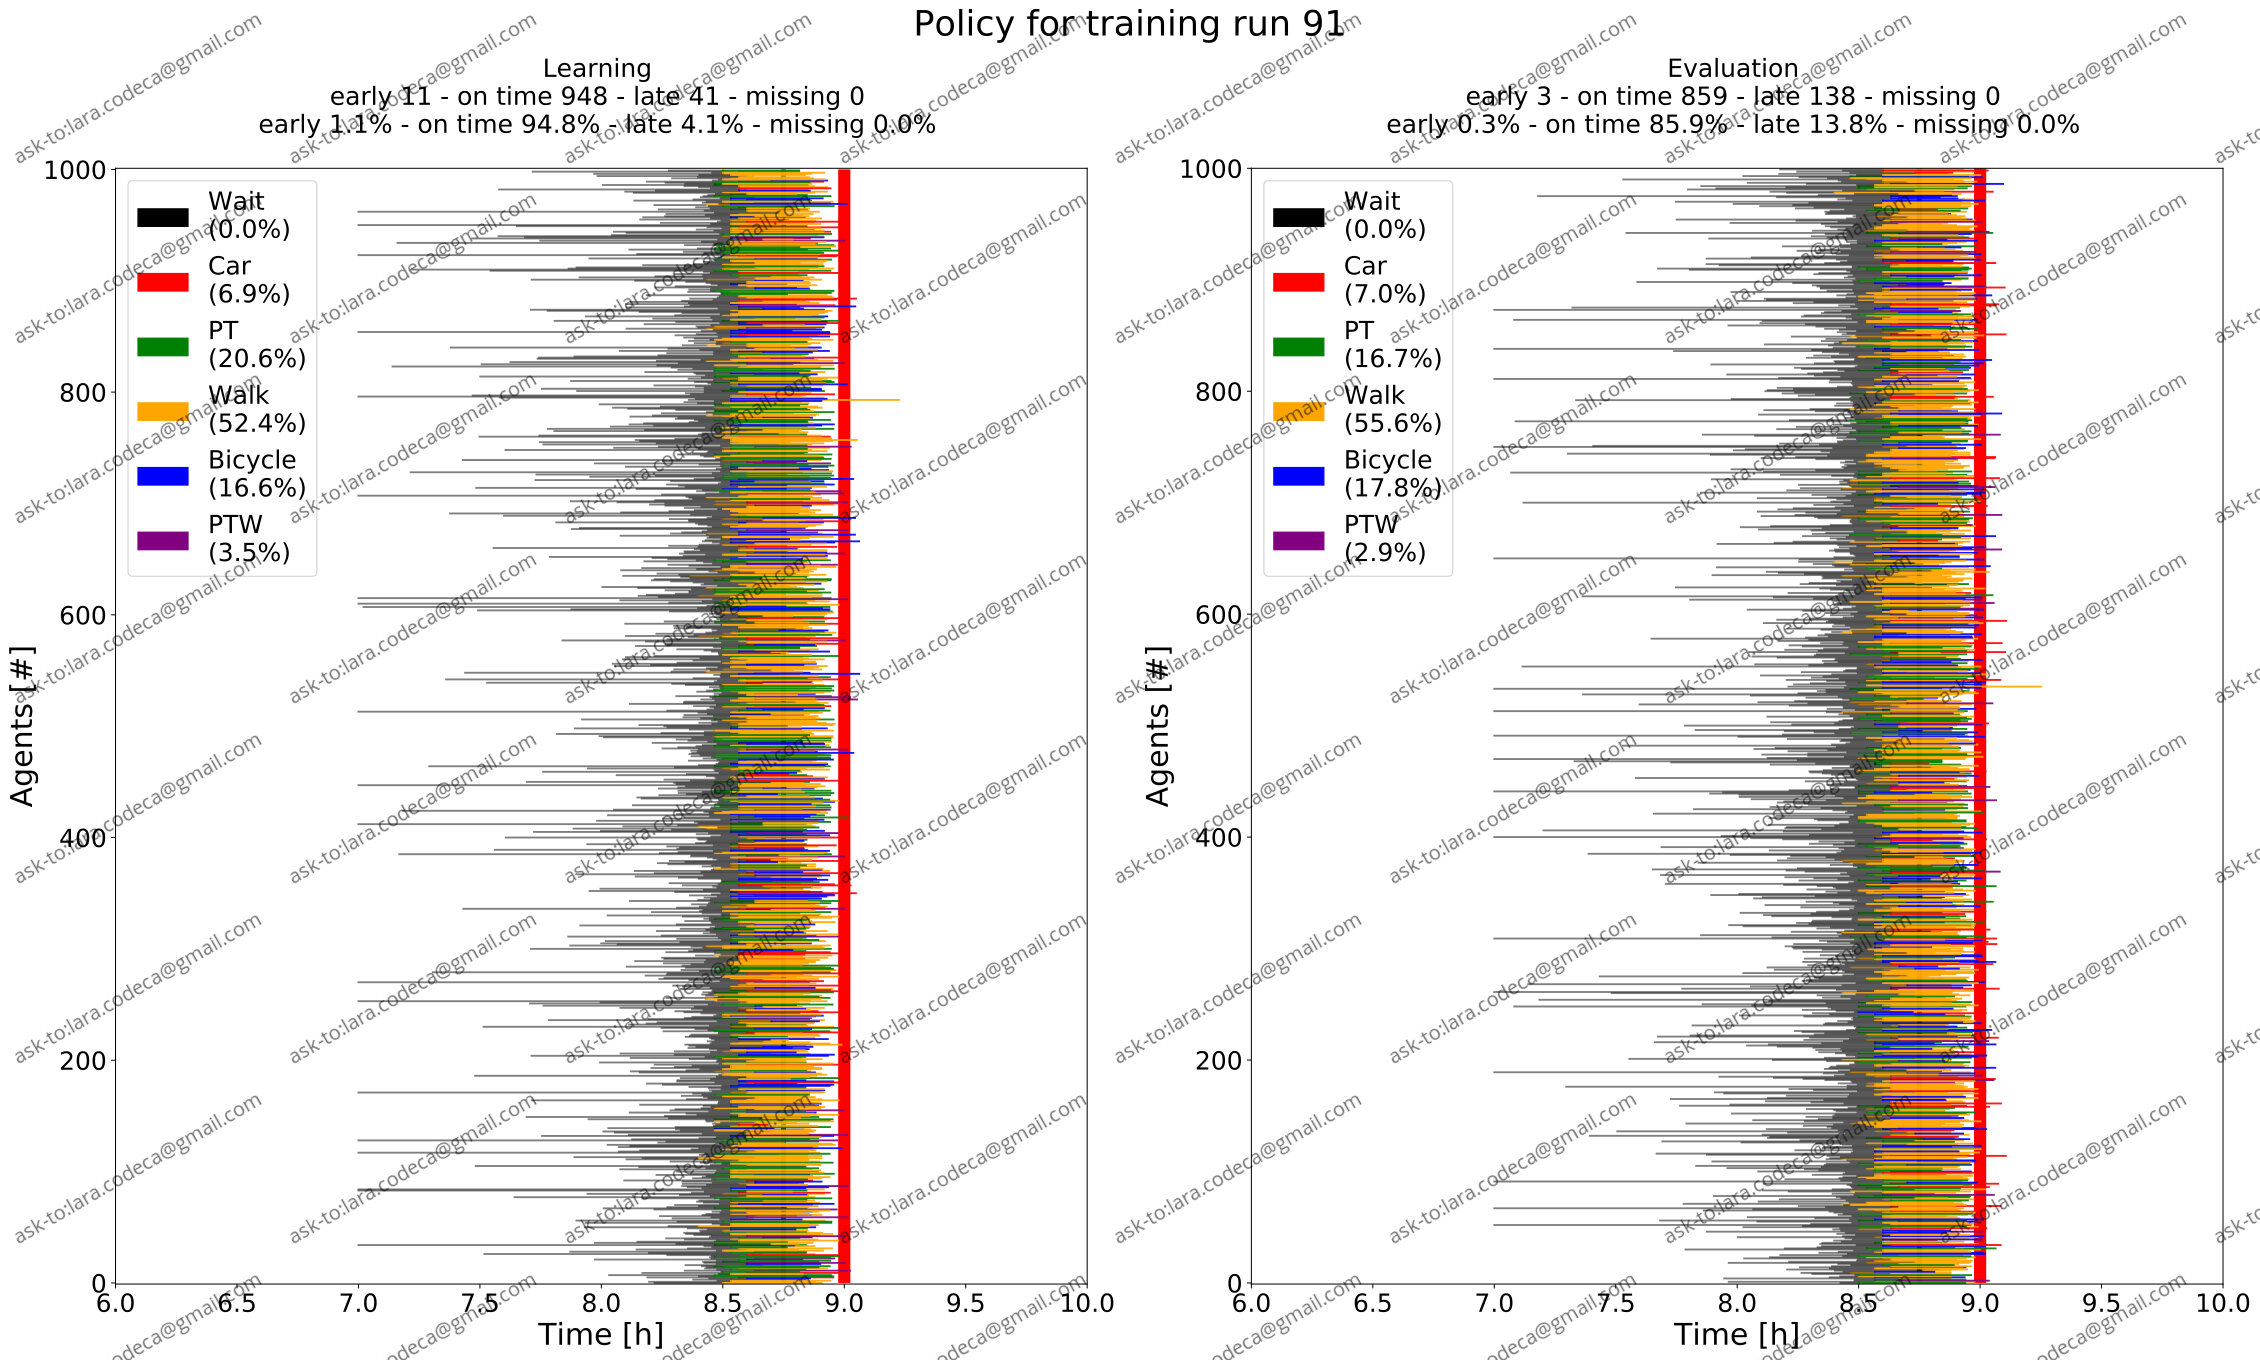 Policy for training run 91
Learning
early 11 - on time 948 - late 41 - missing 0
early 1.1% - on time 94.8% - late 4.1% - missing 0.0%
Agents [#]
1000
800
600
400
200
0
Wait
(0.0%)
Car
(6.9%)
PT
(20.6%)
Walk
(52.4%)
Bicycle
(16.6%)
PTW
(3.5%)
6.0 6.5 7.0 7.5 8.0 8.5 9.0 9.5 10.0
Time [h]
Evaluation
early 3 - on time 859 - late 138 - missing 0
early 0.3% - on time 85.9% - late 13.8% - missing 0.0%
Agents [#]
1000
800
600
400
200
0
Wait
(0.0%)
Car
(7.0%)
PT
(16.7%)
Walk
(55.6%)
Bicycle
(17.8%)
PTW
(2.9%)
6.0 6.5 7.0 7.5 8.0 8.5 9.0 9.5 10.0
Time [h]
ask-to:lara.codeca@gmail.com